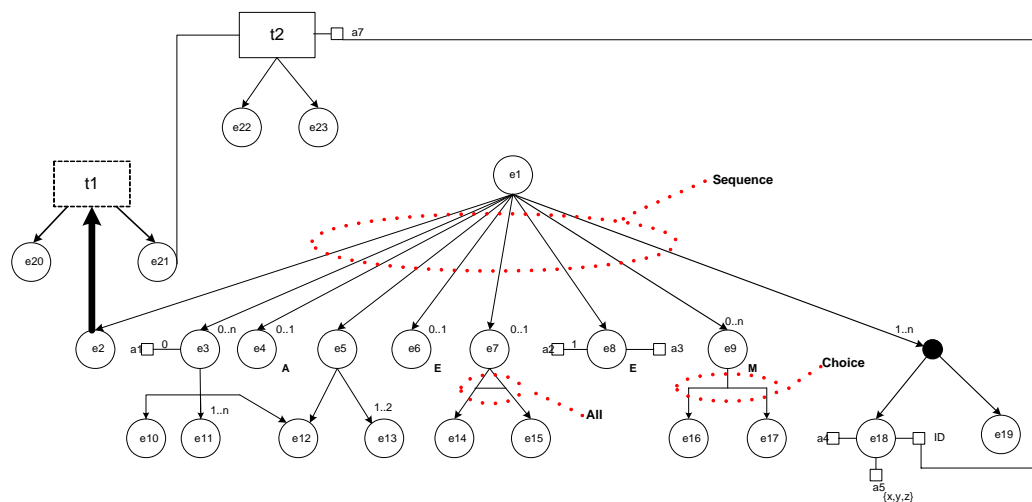 t2
a7
e22
e23
t1
e1
Sequence
e20
e21
0..n
0..1
0..1
0..1
0..n
1..n
a1
0
e2
e3
e4
e5
e6
e7
a2
1
e8
a3
e9
A
E
E
M
Choice
1..n
1..2
All
e10
e11
e12
e13
e14
e15
e16
e17
a4
e18
ID
e19
a5
{x,y,z}